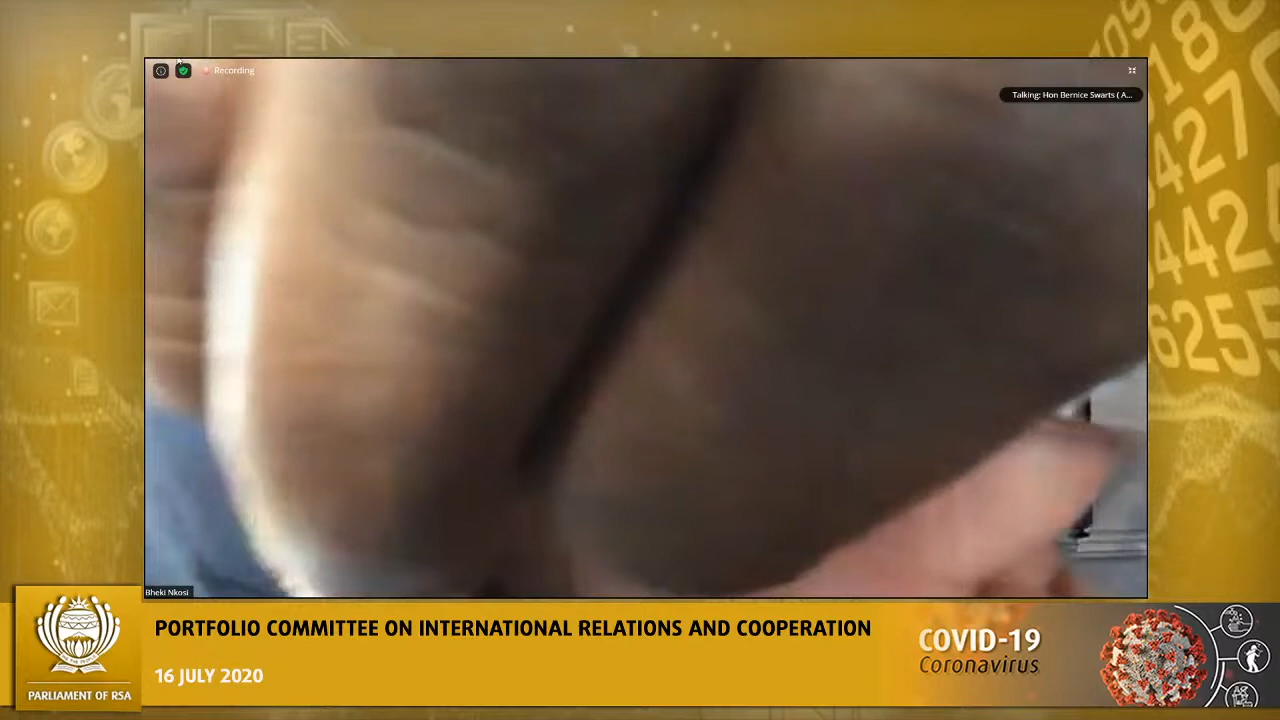 Recording
Talking: Hon Bernice Swarts ( A...
Bheki Nkosi
PORTFOLIO COMMITTEE ON INTERNATIONAL RELATIONS AND COOPERATION
16 JULY 2020
COVID-19
Coronavirus
PARLIAMENT OF RSA